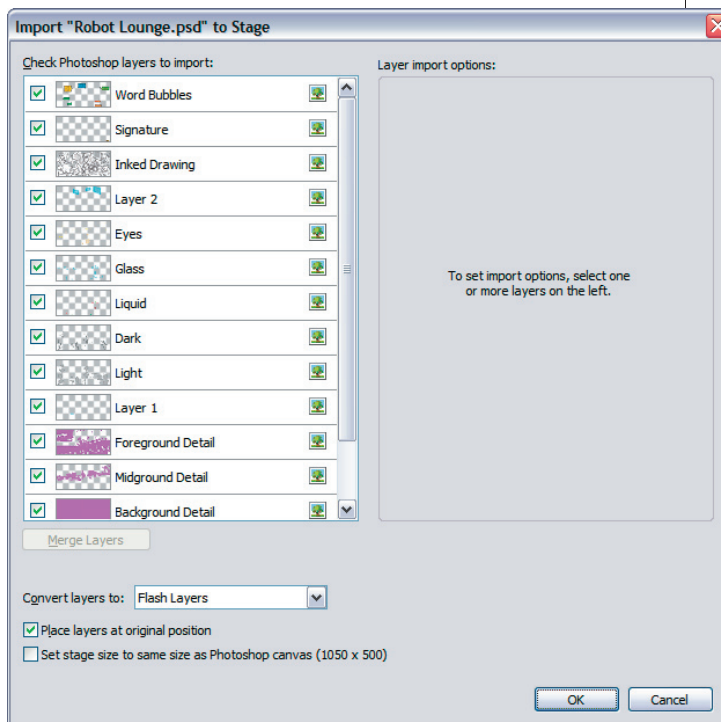 Import "Robot Lounge.psd" to Stage
Check Photoshop layers to import:
Layer import options:
Word Bubbles
Signature
Inked Drawing
Layer 2
Eyes
Glass
Liquid
Dark
Light
Layer 1
Foreground Detail
Midground Detail
Background Detail
To set import options, select one
or more layers on the left.
Merge Layers
Convert layers to: Flash Layers
Place layers at original position
Set stage size to same size as Photoshop canvas (1050 x 500)
OK Cancel